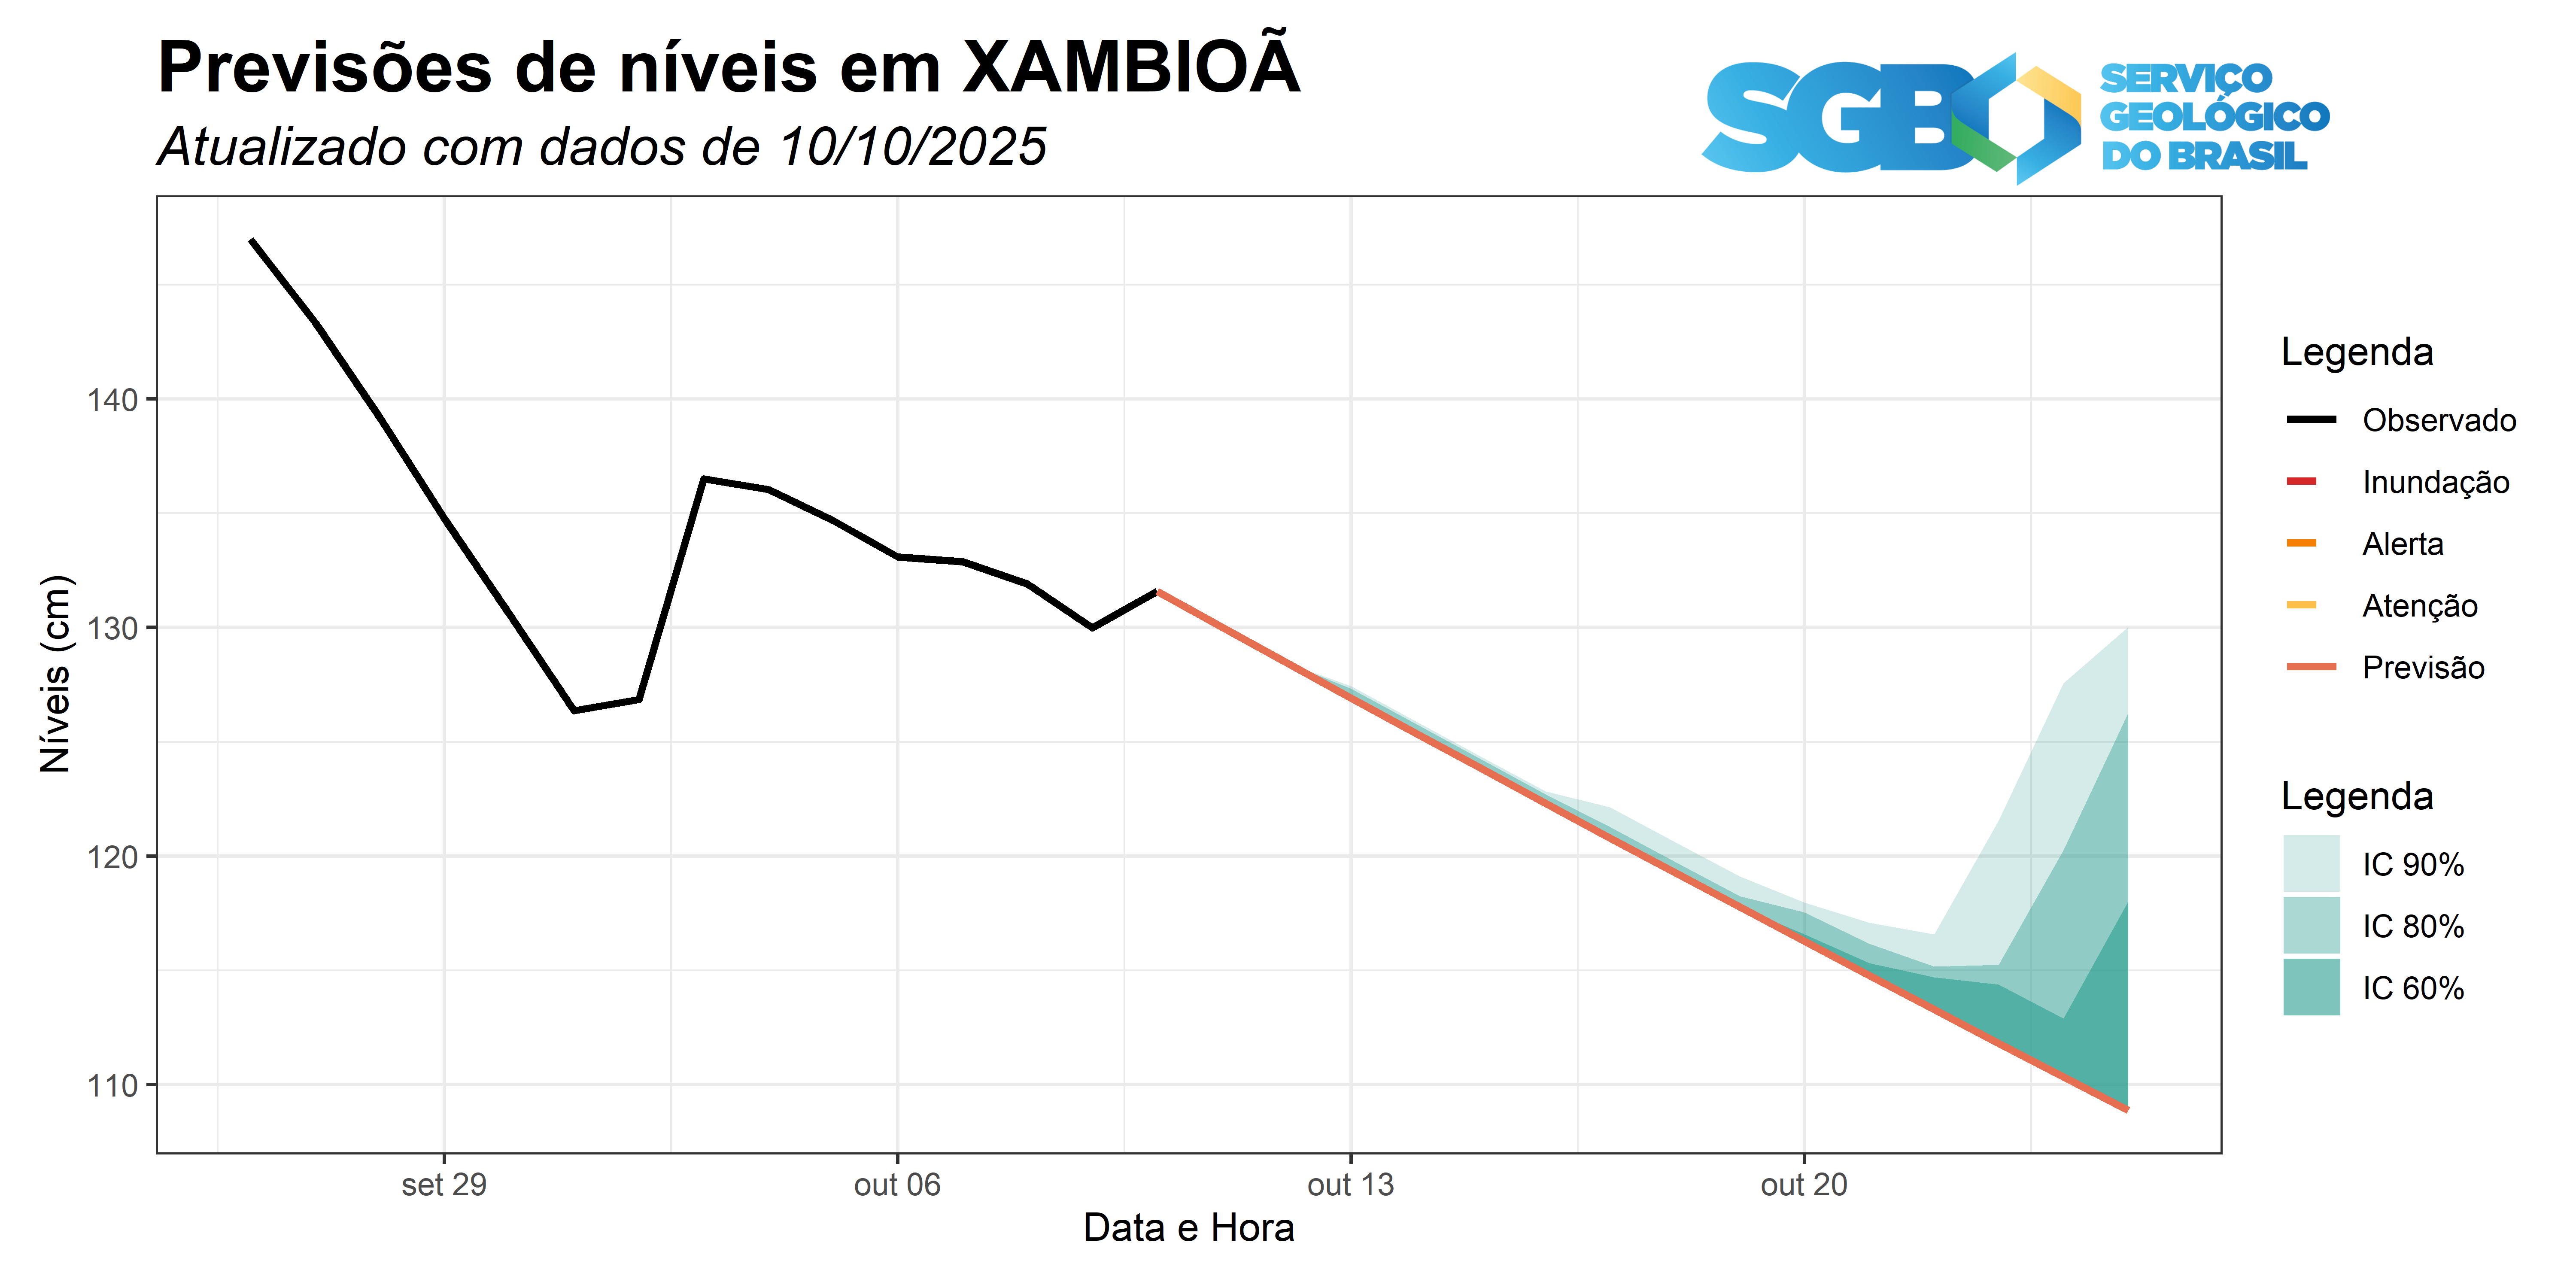 Previsões de níveis em XAMBIOÃ
Atualizado com dados de 10/10/2025
SGB
SERVIÇO
GEOLÓGICO
DO BRASIL
Níveis (cm)
140
130
120
110
set 29
out 06
out 13
out 20
Data e Hora
Legenda
Observado
Inundação
Alerta
Atenção
Previsão
Legenda
IC 90%
IC 80%
IC 60%